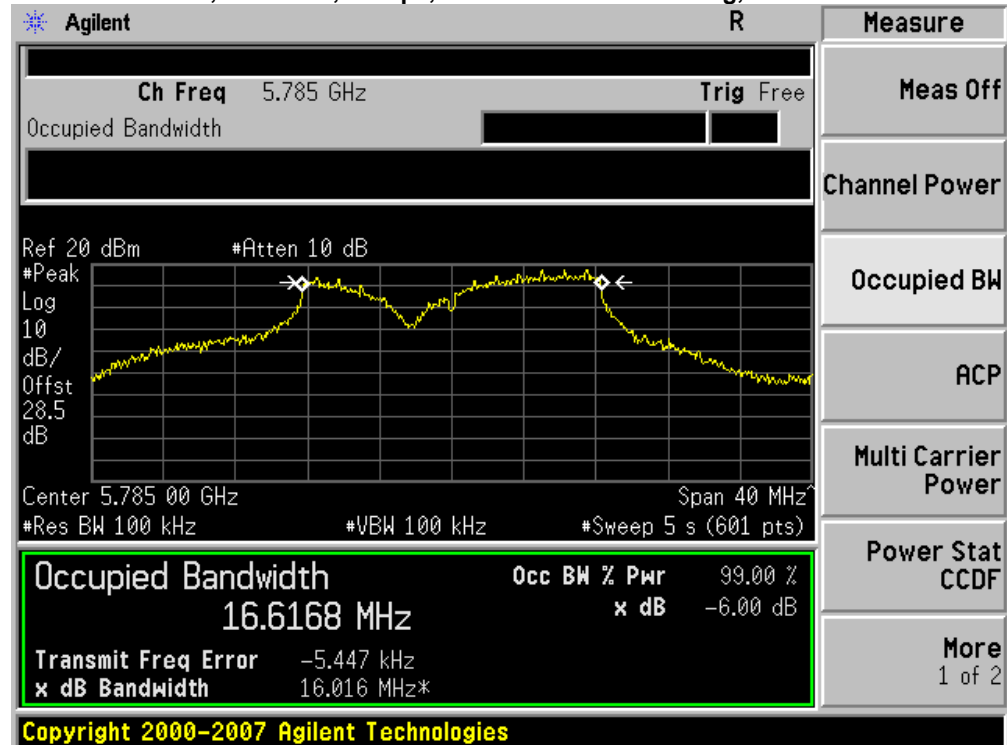 Agilent R Measure
Ch Freq 5.785 GHz Trig Free
Occupied Bandwidth
Meas Off
Channel Power
Occupied BW
ACP
Multi Carrier
Power
Power Stat
CCDF
More
1 of 2
Ref 20 dBm #Atten 10 dB
#Peak
Log
10
dB/
Offst
28.5
dB
Center 5.785 00 GHz Span 40 MHz^
#Res BW 100 kHz #VBW 100 kHz #Sweep 5 s (601 pts)
Occupied Bandwidth Occ BW % Pwr 99.00 %
16.6168 MHz x dB -6.00 dB
Transmit Freq Error -5.447 kHz
x dB Bandwidth 16.016 MHz*
Copyright 2000-2007 Agilent Technologies